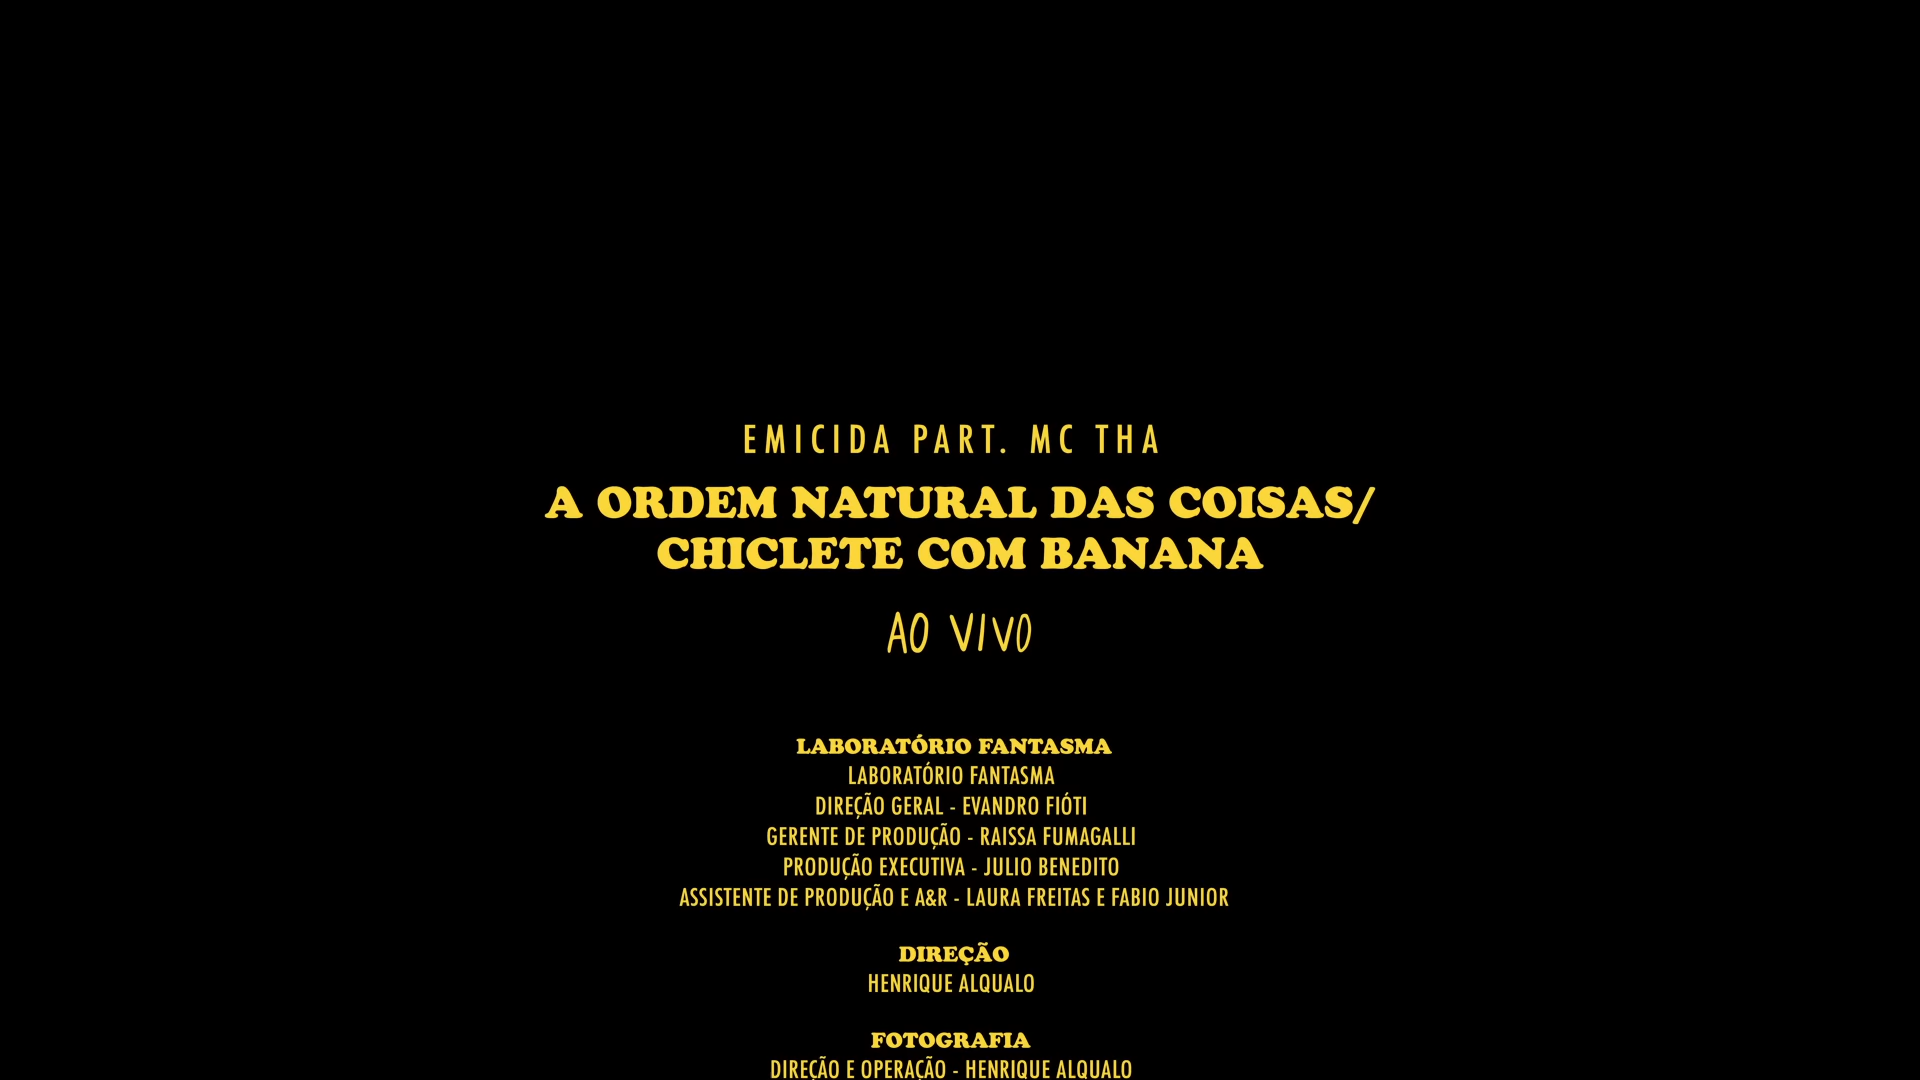 EMICIDA PART. MC THA
A ORDEM NATURAL DAS COISAS/
CHICLETE COM BANANA
AO VIVO
LABORATÓRIO FANTASMA
LABORATÓRIO FANTASMA
DIREÇÃO GERAL - EVANDRO FIÓTI
GERENTE DE PRODUÇÃO - RAISSA FUMAGALLI
PRODUÇÃO EXECUTIVA - JULIO BENEDITO
ASSISTENTE DE PRODUÇÃO E A&R - LAURA FREITAS E FABIO JUNIOR
DIREÇÃO
HENRIQUE ALQUALO
FOTOGRAFIA
DIREÇÃO E OPERAÇÃO - HENRIQUE ALQUALO